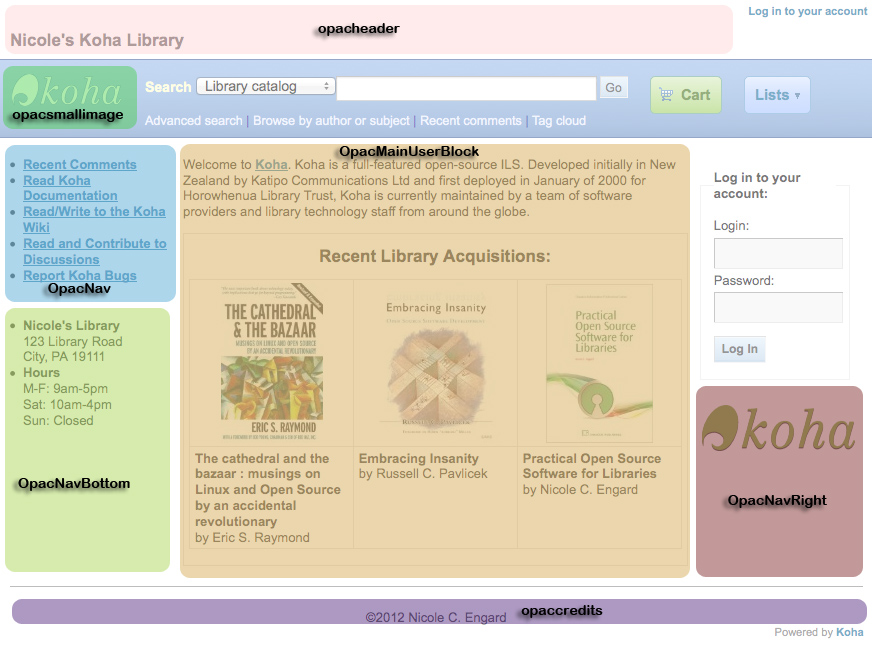 Log in to your account
opacheader
Nicole's Koha Library
koha
opacsmallimage
Search Library catalog Go Cart Lists ▾
Advanced search | Browse by author or subject | Recent comments | Tag cloud
OpacMainUserBlock
• Recent Comments
• Read Koha
Documentation
• Read/Write to the Koha
Wiki
• Read and Contribute to
Discussions
• Report Koha Bugs
OpacNav
• Nicole's Library
123 Library Road
City, PA 19111
• Hours
M-F: 9am-5pm
Sat: 10am-4pm
Sun: Closed
OpacNavBottom
Welcome to Koha. Koha is a full-featured open-source ILS. Developed initially in New
Zealand by Katipo Communications Ltd and first deployed in January of 2000 for
Horowhenua Library Trust, Koha is currently maintained by a team of software
providers and library technology staff from around the globe.
Recent Library Acquisitions:
THE CATHEDRAL
& THE BAZAAR
MUSINGS ON LINUX AND OPEN SOURCE
BY AN ACCIDENTAL REVOLUTIONARY
ERIC S. RAYMOND
Embracing Insanity
Open Source Software Development
Practical
Open Source
Software for
Libraries
The cathedral and the
bazaar : musings on
Linux and Open Source
by an accidental
revolutionary
by Eric S. Raymond
Embracing Insanity
by Russell C. Pavlicek
Practical Open Source
Software for Libraries
by Nicole C. Engard
Log in to your
account:
Login:
Password:
Log In
koha
OpacNavRight
©2012 Nicole C. Engard
opaccredits
Powered by Koha